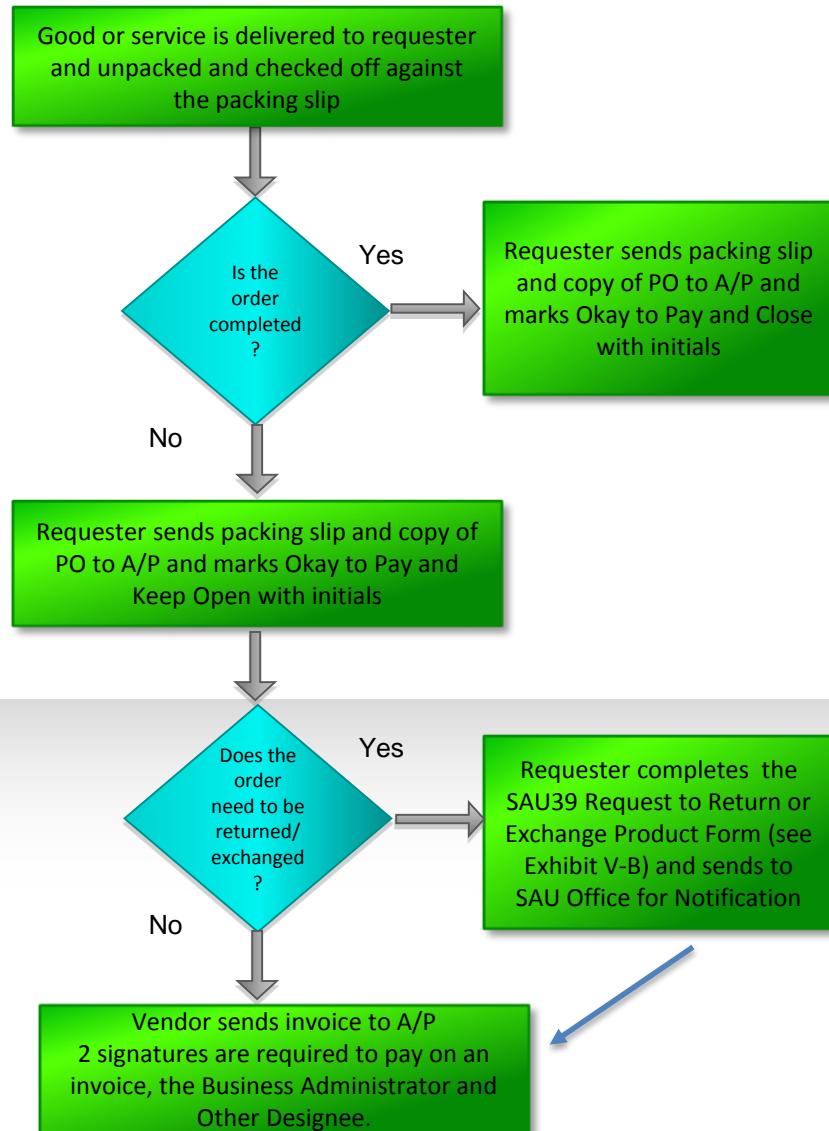 Good or service is delivered to requester
and unpacked and checked off against
the packing slip
Is the
order
completed
?
Yes
Requester sends packing slip
and copy of PO to A/P and
marks Okay to Pay and Close
with initials
No
Requester sends packing slip and copy of
PO to A/P and marks Okay to Pay and
Keep Open with initials
Does the
order
need to be
returned/
exchanged
?
Yes
Requester completes the
SAU39 Request to Return or
Exchange Product Form (see
Exhibit V-B) and sends to
SAU Office for Notification
No
Vendor sends invoice to A/P
2 signatures are required to pay on an
invoice, the Business Administrator and
Other Designee.